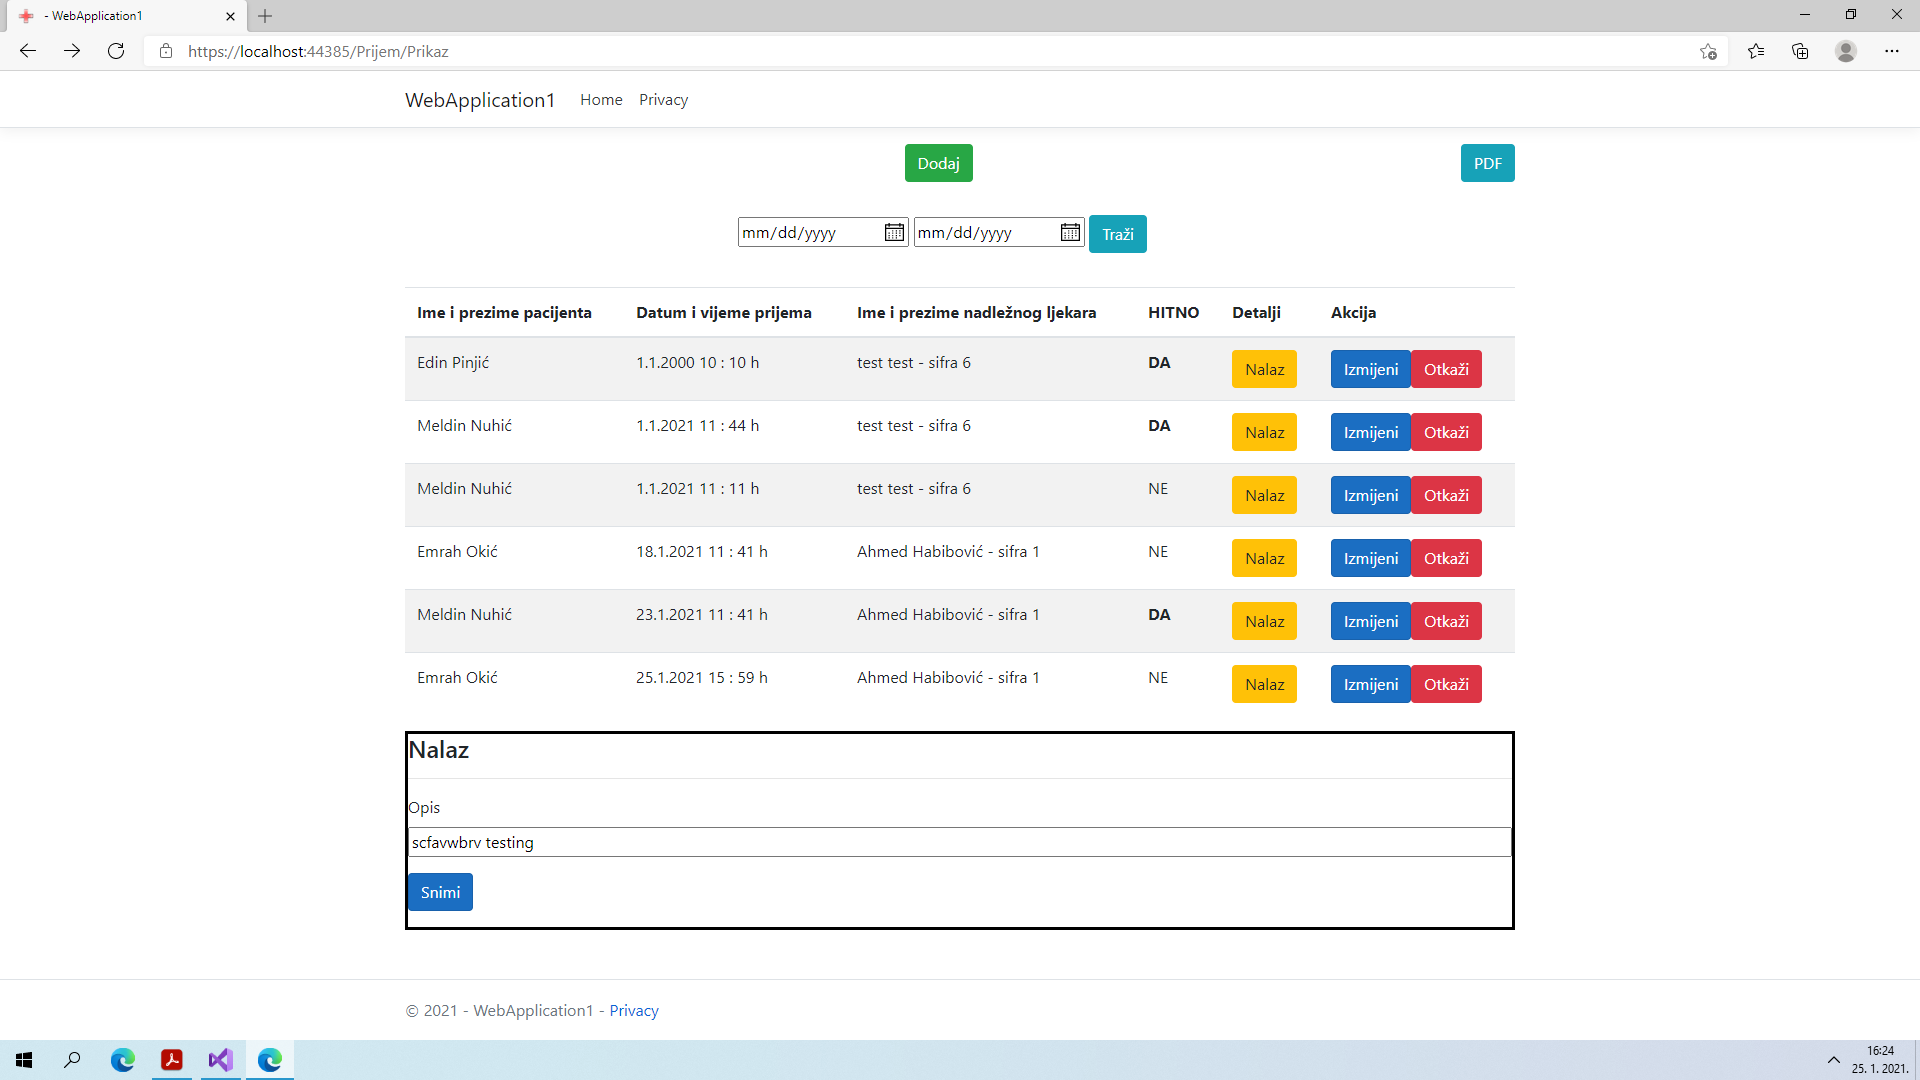 - WebApplication1
https://localhost:44385/Prijem/Prikaz
WebApplication1 Home Privacy
Dodaj PDF
mm/dd/yyyy mm/dd/yyyy Traži
Ime i prezime pacijenta Datum i vijeme prijema Ime i prezime nadležnog ljekara HITNO Detalji Akcija
Edin Pinjić 1.1.2000 10 : 10 h test test - sifra 6 DA Nalaz Izmijeni Otkaži
Meldin Nuhić 1.1.2021 11 : 44 h test test - sifra 6 DA Nalaz Izmijeni Otkaži
Meldin Nuhić 1.1.2021 11 : 11 h test test - sifra 6 NE Nalaz Izmijeni Otkaži
Emrah Okić 18.1.2021 11 : 41 h Ahmed Habibović - sifra 1 NE Nalaz Izmijeni Otkaži
Meldin Nuhić 23.1.2021 11 : 41 h Ahmed Habibović - sifra 1 DA Nalaz Izmijeni Otkaži
Emrah Okić 25.1.2021 15 : 59 h Ahmed Habibović - sifra 1 NE Nalaz Izmijeni Otkaži
Nalaz
Opis
scfavwbrv testing
Snimi
© 2021 - WebApplication1 - Privacy
16:24
25. 1. 2021.